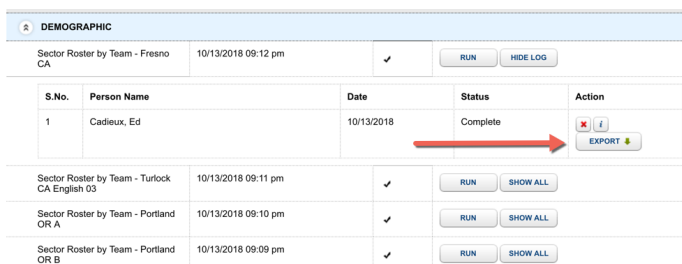 DEMOGRAPHIC
Sector Roster by Team - Fresno CA 10/13/2018 09:12 pm RUN HIDE LOG
S.No. Person Name Date Status Action
1 Cadieux, Ed 10/13/2018 Complete
EXPORT
Sector Roster by Team - Turlock CA English 03 10/13/2018 09:11 pm RUN SHOW ALL
Sector Roster by Team - Portland OR A 10/13/2018 09:10 pm RUN SHOW ALL
Sector Roster by Team - Portland OR B 10/13/2018 09:09 pm RUN SHOW ALL